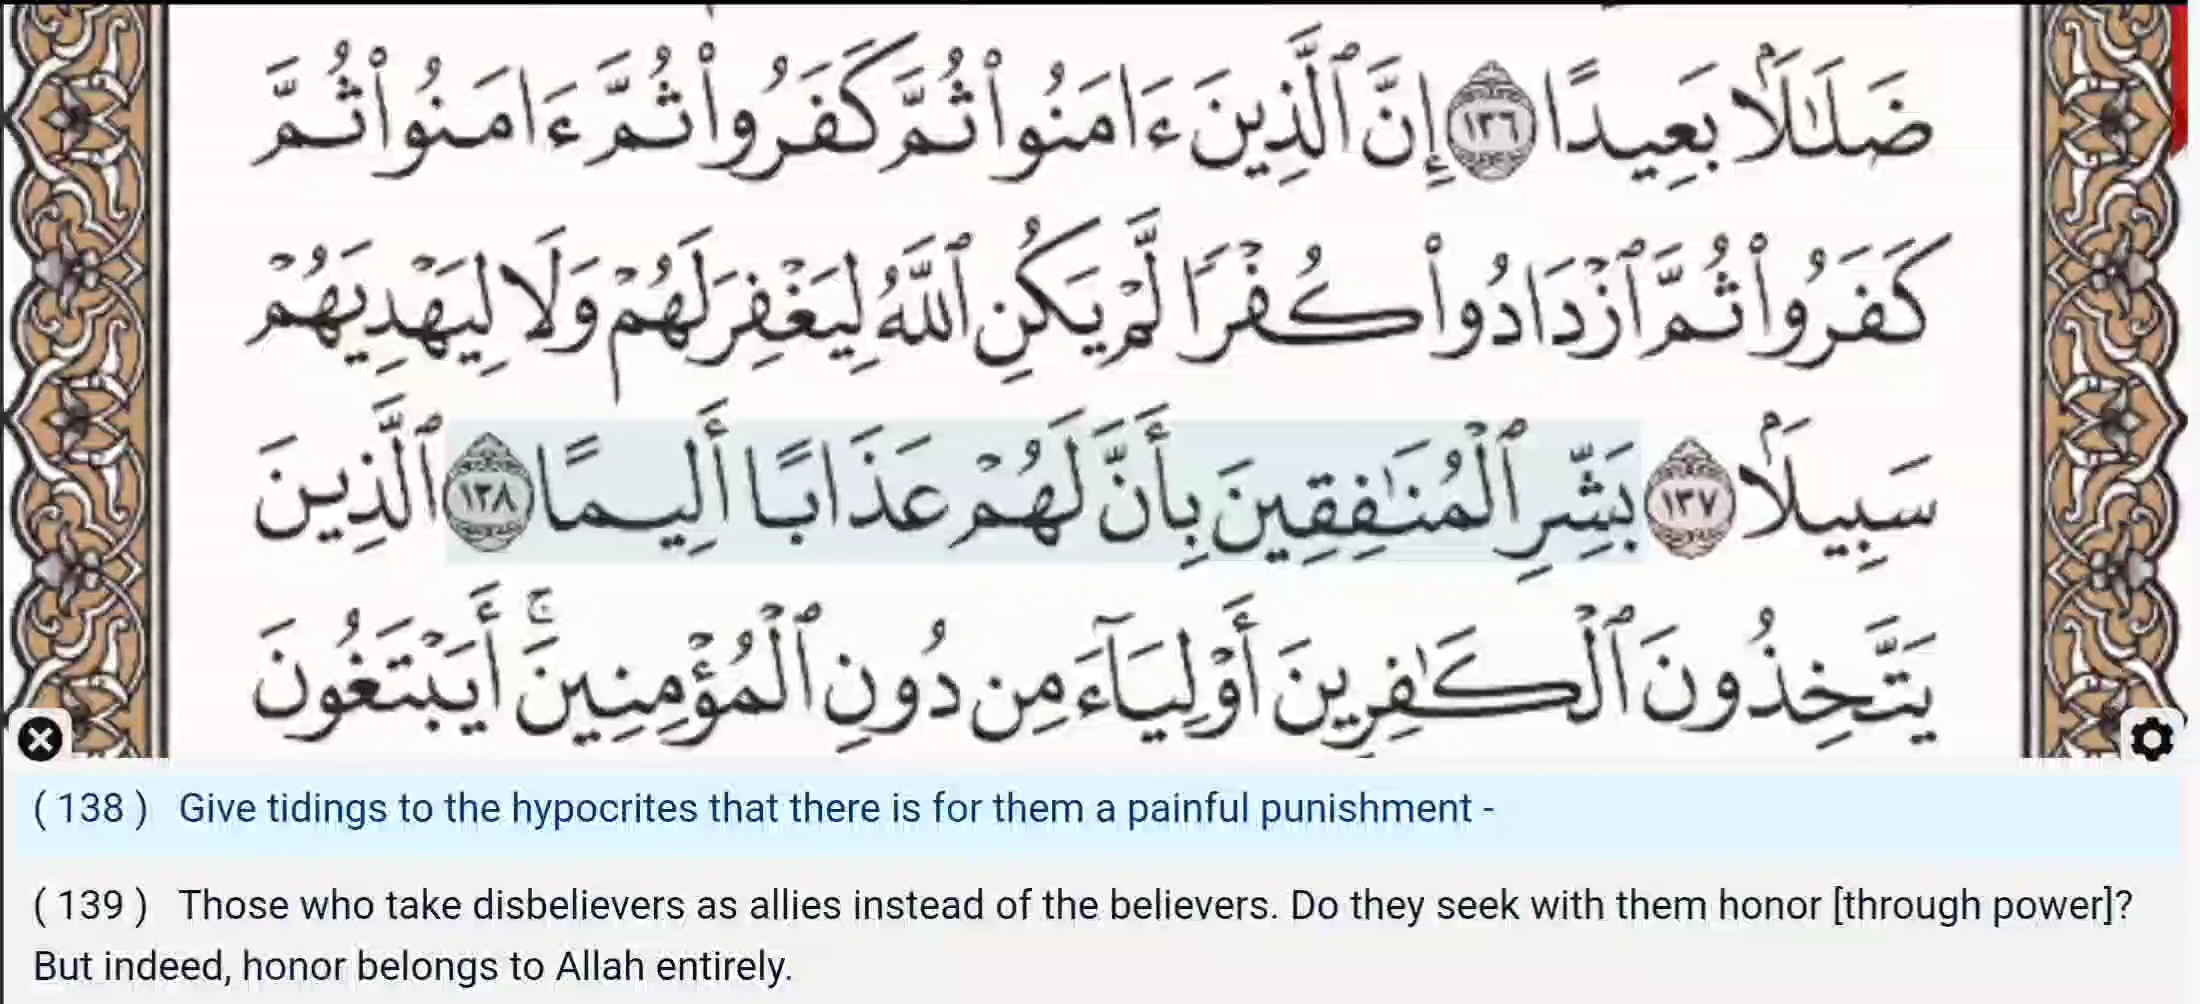 ضَلَٰلَۢا بَعِيدًا ١٣٦ إِنَّ ٱلَّذِينَ ءَامَنُوا۟ ثُمَّ كَفَرُوا۟ ثُمَّ ءَامَنُوا۟ ثُمَّ
كَفَرُوا۟ ثُمَّ ٱزْدَادُوا۟ كُفْرًا لَّمْ يَكُنِ ٱللَّهُ لِيَغْفِرَ لَهُمْ وَلَا لِيَهْدِيَهُمْ
سَبِيلَۢا ١٣٧ بَشِّرِ ٱلْمُنَٰفِقِينَ بِأَنَّ لَهُمْ عَذَابًا أَلِيمًا ١٣٨ ٱلَّذِينَ
يَتَّخِذُونَ ٱلْكَٰفِرِينَ أَوْلِيَآءَ مِن دُونِ ٱلْمُؤْمِنِينَ ۚ أَيَبْتَغُونَ
( 138 ) Give tidings to the hypocrites that there is for them a painful punishment -
( 139 ) Those who take disbelievers as allies instead of the believers. Do they seek with them honor [through power]?
But indeed, honor belongs to Allah entirely.